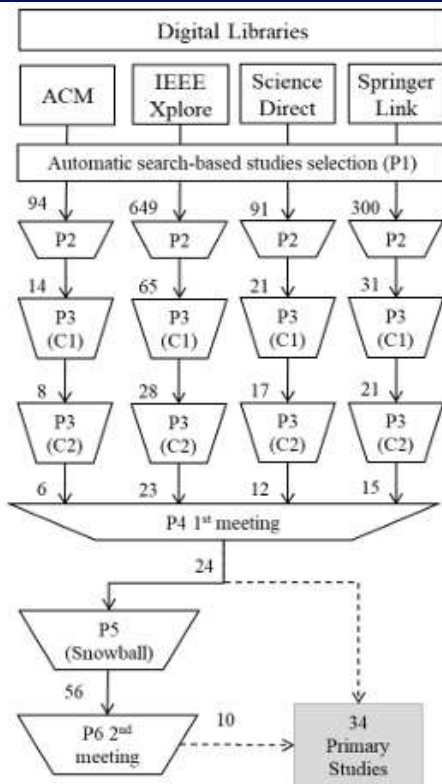 Digital Libraries
ACM
IEEE
Xplore
Science
Direct
Springer
Link
Automatic search-based studies selection (P1)
94 649 91 300
P2 P2 P2 P2
14 65 21 31
P3 P3 P3 P3
(C1) (C1) (C1) (C1)
8 28 17 21
P3 P3 P3 P3
(C2) (C2) (C2) (C2)
6 23 12 15
P4 1st meeting
24
P5
(Snowball)
56
P6 2nd
meeting
10
34
Primary
Studies